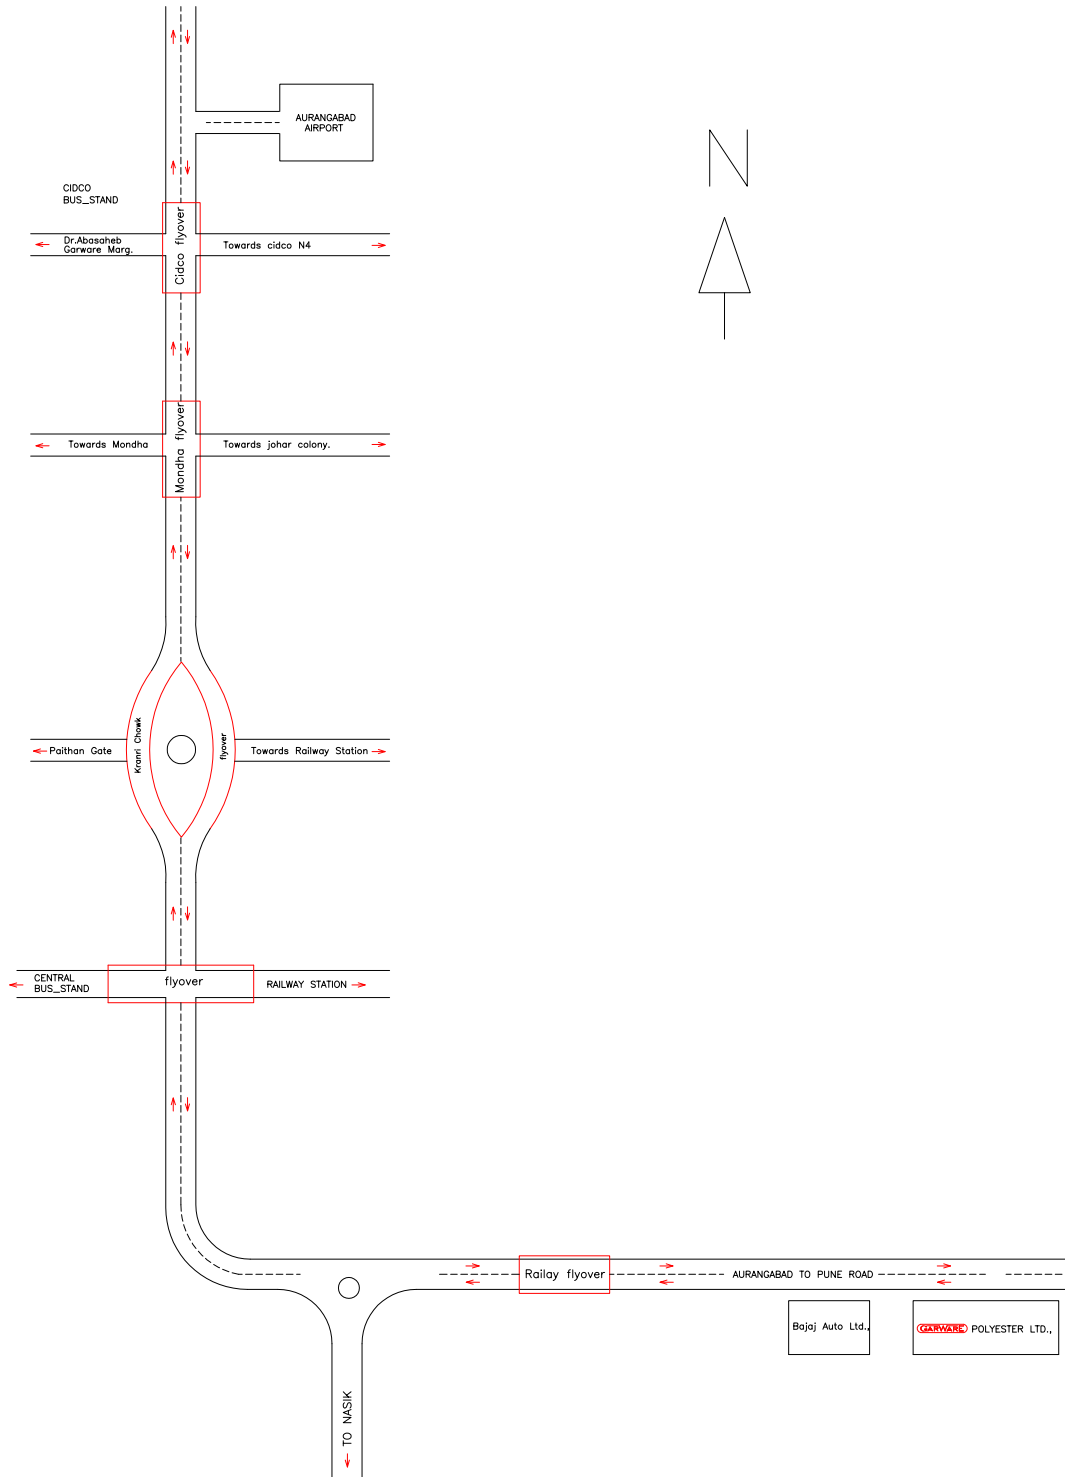 AURANGABAD
AIRPORT
N
CIDCO
BUS_STAND
Dr.Abasaheb
Garware Marg.
Cidco flyover
Towards cidco N4
Towards Mondha
Mondha flyover
Towards johar colony.
Paithan Gate
Kranri Chowk
flyover
Towards Railway Station
CENTRAL
BUS_STAND
flyover
RAILWAY STATION
Railay flyover
AURANGABAD TO PUNE ROAD
Bajaj Auto Ltd.,
GARWARE POLYESTER LTD.,
TO NASIK